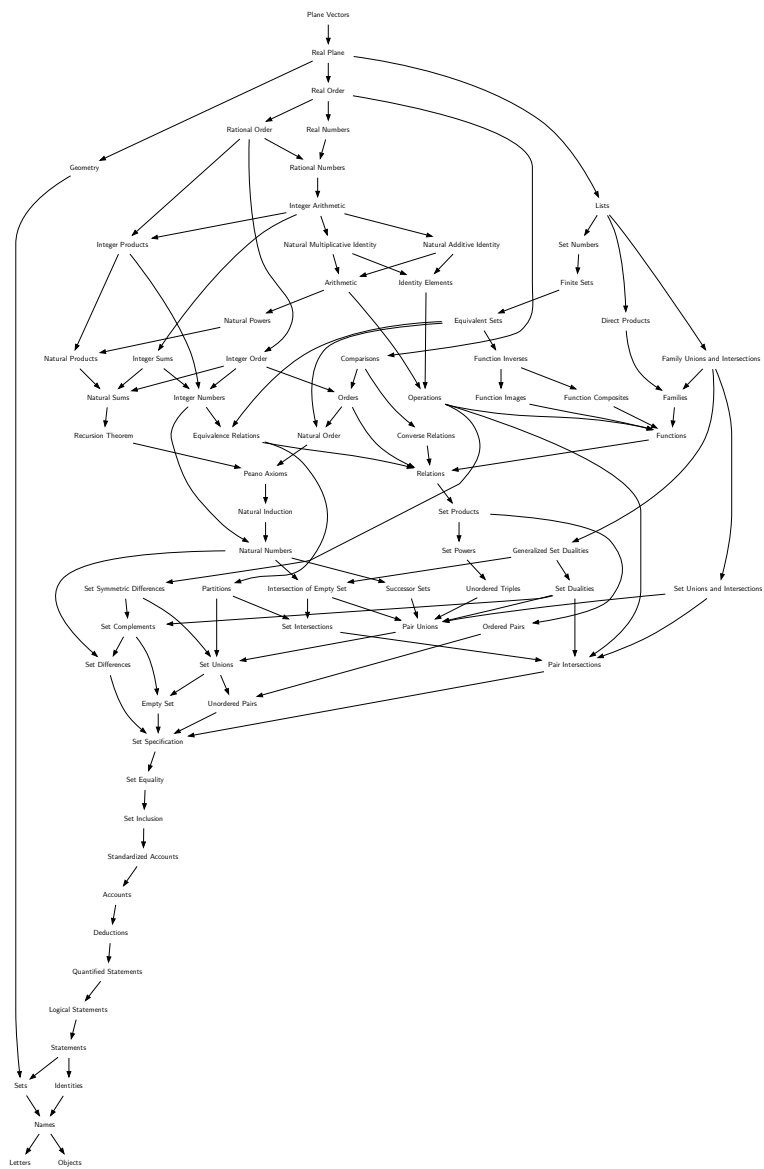 Plane Vectors
Real Plane
Real Order
Rational Order
Real Numbers
Geometry
Rational Numbers
Integer Arithmetic
Lists
Integer Products
Natural Multiplicative Identity
Natural Additive Identity
Set Numbers
Arithmetic
Identity Elements
Finite Sets
Natural Powers
Equivalent Sets
Direct Products
Natural Products
Integer Sums
Integer Order
Comparisons
Function Inverses
Family Unions and Intersections
Natural Sums
Integer Numbers
Orders
Operations
Function Images
Function Composites
Families
Recursion Theorem
Equivalence Relations
Natural Order
Converse Relations
Functions
Peano Axioms
Relations
Natural Induction
Set Products
Natural Numbers
Set Powers
Generalized Set Dualities
Set Symmetric Differences
Partitions
Intersection of Empty Set
Successor Sets
Unordered Triples
Set Dualities
Set Unions and Intersections
Set Complements
Set Intersections
Pair Unions
Ordered Pairs
Set Differences
Set Unions
Pair Intersections
Empty Set
Unordered Pairs
Set Specification
Set Equality
Set Inclusion
Standardized Accounts
Accounts
Deductions
Quantified Statements
Logical Statements
Statements
Sets
Identities
Names
Letters
Objects